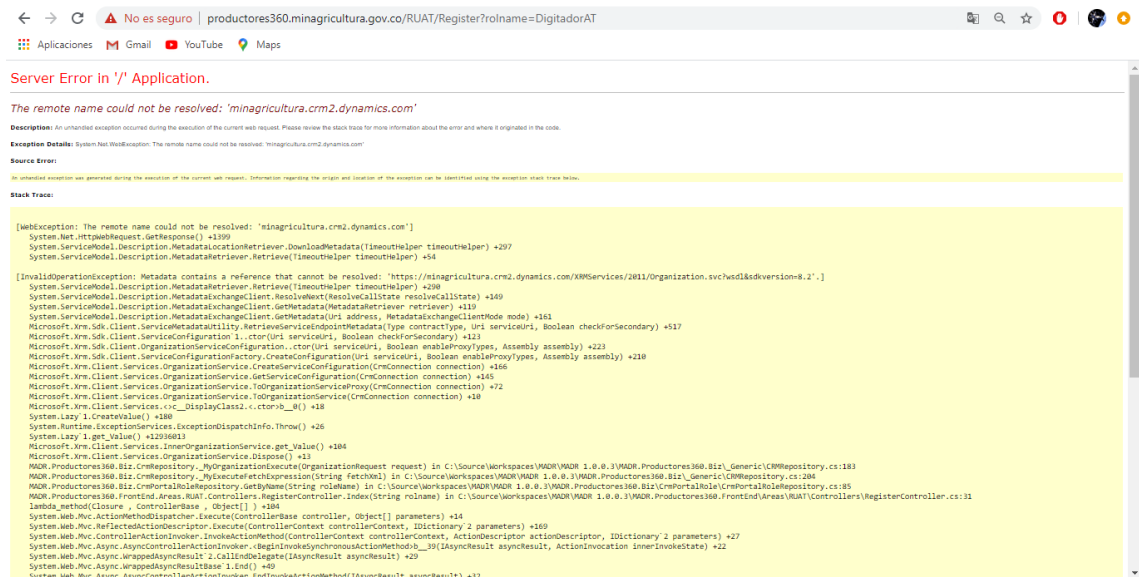 No es seguro | productores360.minagricultura.gov.co/RUAT/Register?rolname=DigitadorAT
Aplicaciones Gmail YouTube Maps
Server Error in '/' Application.
The remote name could not be resolved: 'minagricultura.crm2.dynamics.com'
Description: An unhandled exception occurred during the execution of the current web request. Please review the stack trace for more information about the error and where it originated in the code.
Exception Details: System.Net.WebException: The remote name could not be resolved: 'minagricultura.crm2.dynamics.com'
Source Error:
An unhandled exception was generated during the execution of the current web request. Information regarding the origin and location of the exception can be identified using the exception stack trace below.
Stack Trace:
[WebException: The remote name could not be resolved: 'minagricultura.crm2.dynamics.com']
System.Net.HttpWebRequest.GetResponse() +1399
System.ServiceModel.Description.MetadataLocationRetriever.DownloadMetadata(TimeoutHelper timeoutHelper) +297
System.ServiceModel.Description.MetadataRetriever.Retrieve(TimeoutHelper timeoutHelper) +54
[InvalidOperationException: Metadata contains a reference that cannot be resolved: 'https://minagricultura.crm2.dynamics.com/XRMServices/2011/Organization.svc?wsdl&sdkversion=8.2'.]
System.ServiceModel.Description.MetadataRetriever.Retrieve(TimeoutHelper timeoutHelper) +290
System.ServiceModel.Description.MetadataExchangeClient.ResolveNext(ResolveCallState resolveCallState) +149
System.ServiceModel.Description.MetadataExchangeClient.GetMetadata(MetadataRetriever retriever) +119
System.ServiceModel.Description.MetadataExchangeClient.GetMetadata(Uri address, MetadataExchangeClientMode mode) +161
Microsoft.Xrm.Sdk.Client.ServiceMetadataUtility.RetrieveServiceEndpointMetadata(Type contractType, Uri serviceUri, Boolean checkForSecondary) +517
Microsoft.Xrm.Sdk.Client.ServiceConfiguration`1..ctor(Uri serviceUri, Boolean checkForSecondary) +123
Microsoft.Xrm.Sdk.Client.OrganizationServiceConfiguration..ctor(Uri serviceUri, Boolean enableProxyTypes, Assembly assembly) +223
Microsoft.Xrm.Sdk.Client.ServiceConfigurationFactory.CreateConfiguration(Uri serviceUri, Boolean enableProxyTypes, Assembly assembly) +210
Microsoft.Xrm.Client.Services.OrganizationService.CreateServiceConfiguration(CrmConnection connection) +166
Microsoft.Xrm.Client.Services.OrganizationService.GetServiceConfiguration(CrmConnection connection) +145
Microsoft.Xrm.Client.Services.OrganizationService.ToOrganizationServiceProxy(CrmConnection connection) +72
Microsoft.Xrm.Client.Services.OrganizationService.ToOrganizationService(CrmConnection connection) +10
Microsoft.Xrm.Client.Services.<>c__DisplayClass2.<.ctor>b__0() +18
System.Lazy`1.CreateValue() +180
System.Runtime.ExceptionServices.ExceptionDispatchInfo.Throw() +26
System.Lazy`1.get_Value() +12936013
Microsoft.Xrm.Client.Services.InnerOrganizationService.get_Value() +104
Microsoft.Xrm.Client.Services.OrganizationService.Dispose() +13
MADR.Productores360.Biz.CrmRepository._MyOrganizationExecute(OrganizationRequest request) in C:\Source\Workspaces\MADR\MADR 1.0.0.3\MADR.Productores360.Biz\_Generic\CRMRepository.cs:183
MADR.Productores360.Biz.CrmRepository._MyExecuteFetchExpression(String fetchXml) in C:\Source\Workspaces\MADR\MADR 1.0.0.3\MADR.Productores360.Biz\_Generic\CRMRepository.cs:204
MADR.Productores360.Biz.CrmPortalRoleRepository.GetByName(String roleName) in C:\Source\Workspaces\MADR\MADR 1.0.0.3\MADR.Productores360.Biz\CrmPortalRole\CrmPortalRoleRepository.cs:85
MADR.Productores360.FrontEnd.Areas.RUAT.Controllers.RegisterController.Index(String rolname) in C:\Source\Workspaces\MADR\MADR 1.0.0.3\MADR.Productores360.FrontEnd\Areas\RUAT\Controllers\RegisterController.cs:31
lambda_method(Closure , ControllerBase , Object[] ) +104
System.Web.Mvc.ActionMethodDispatcher.Execute(ControllerBase controller, Object[] parameters) +14
System.Web.Mvc.ReflectedActionDescriptor.Execute(ControllerContext controllerContext, IDictionary`2 parameters) +169
System.Web.Mvc.ControllerActionInvoker.InvokeActionMethod(ControllerContext controllerContext, ActionDescriptor actionDescriptor, IDictionary`2 parameters) +27
System.Web.Mvc.Async.AsyncControllerActionInvoker.<BeginInvokeSynchronousActionMethod>b__39(IAsyncResult asyncResult, ActionInvocation innerInvokeState) +22
System.Web.Mvc.Async.WrappedAsyncResult`2.CallEndDelegate(IAsyncResult asyncResult) +29
System.Web.Mvc.Async.WrappedAsyncResultBase`1.End() +49
System.Web.Mvc.Async.AsyncControllerActionInvoker.EndInvokeActionMethod(IAsyncResult asyncResult) +32